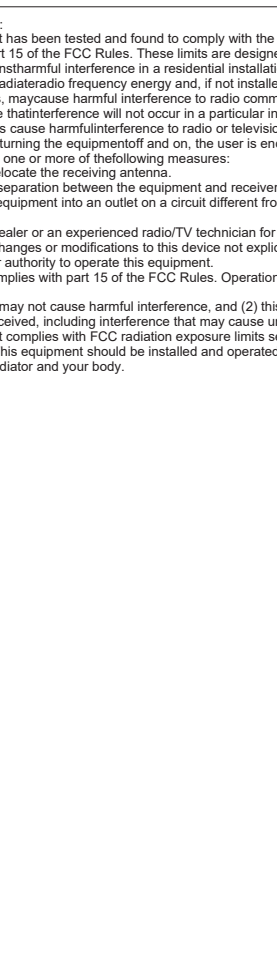 :
t has been tested and found to comply with the
rt 15 of the FCC Rules. These limits are designe
nstharmful interference in a residential installati
adiateradio frequency energy and, if not installe
s, maycause harmful interference to radio comm
e thatinterference will not occur in a particular in
s cause harmfulinterference to radio or televisio
turning the equipmentoff and on, the user is enc
one or more of thefollowing measures:
elocate the receiving antenna.
separation between the equipment and receiver
equipment into an outlet on a circuit different fro
ealer or an experienced radio/TV technician for
hanges or modifications to this device not explic
r authority to operate this equipment.
mplies with part 15 of the FCC Rules. Operation
may not cause harmful interference, and (2) this
ceived, including interference that may cause un
t complies with FCC radiation exposure limits se
his equipment should be installed and operated
diator and your body.